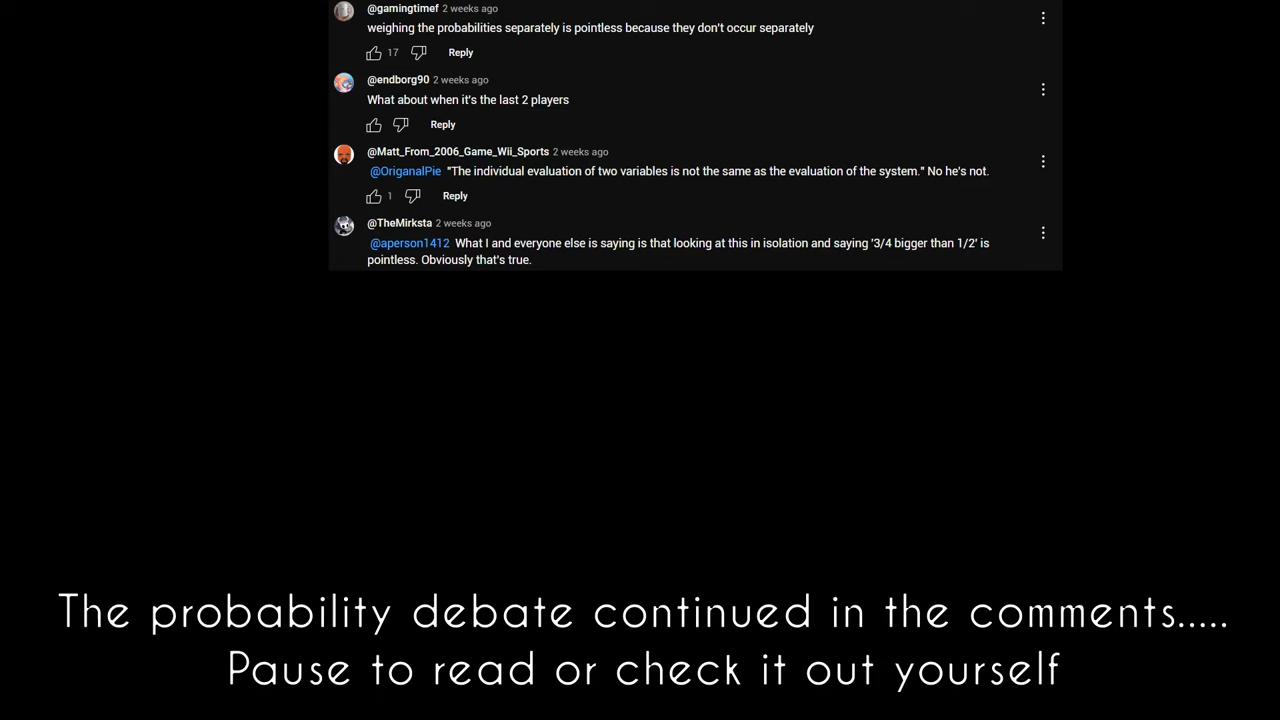 @gamingtimef 2 weeks ago
weighing the probabilities separately is pointless because they don't occur separately
17 Reply
@endborg90 2 weeks ago
What about when it's the last 2 players
Reply
@Matt_From_2006_Game_Wii_Sports 2 weeks ago
@OriganalPie "The individual evaluation of two variables is not the same as the evaluation of the system." No he's not.
1 Reply
@TheMirksta 2 weeks ago
@aperson1412 What I and everyone else is saying is that looking at this in isolation and saying '3/4 bigger than 1/2' is
pointless. Obviously that's true.
The probability debate continued in the comments.....
Pause to read or check it out yourself